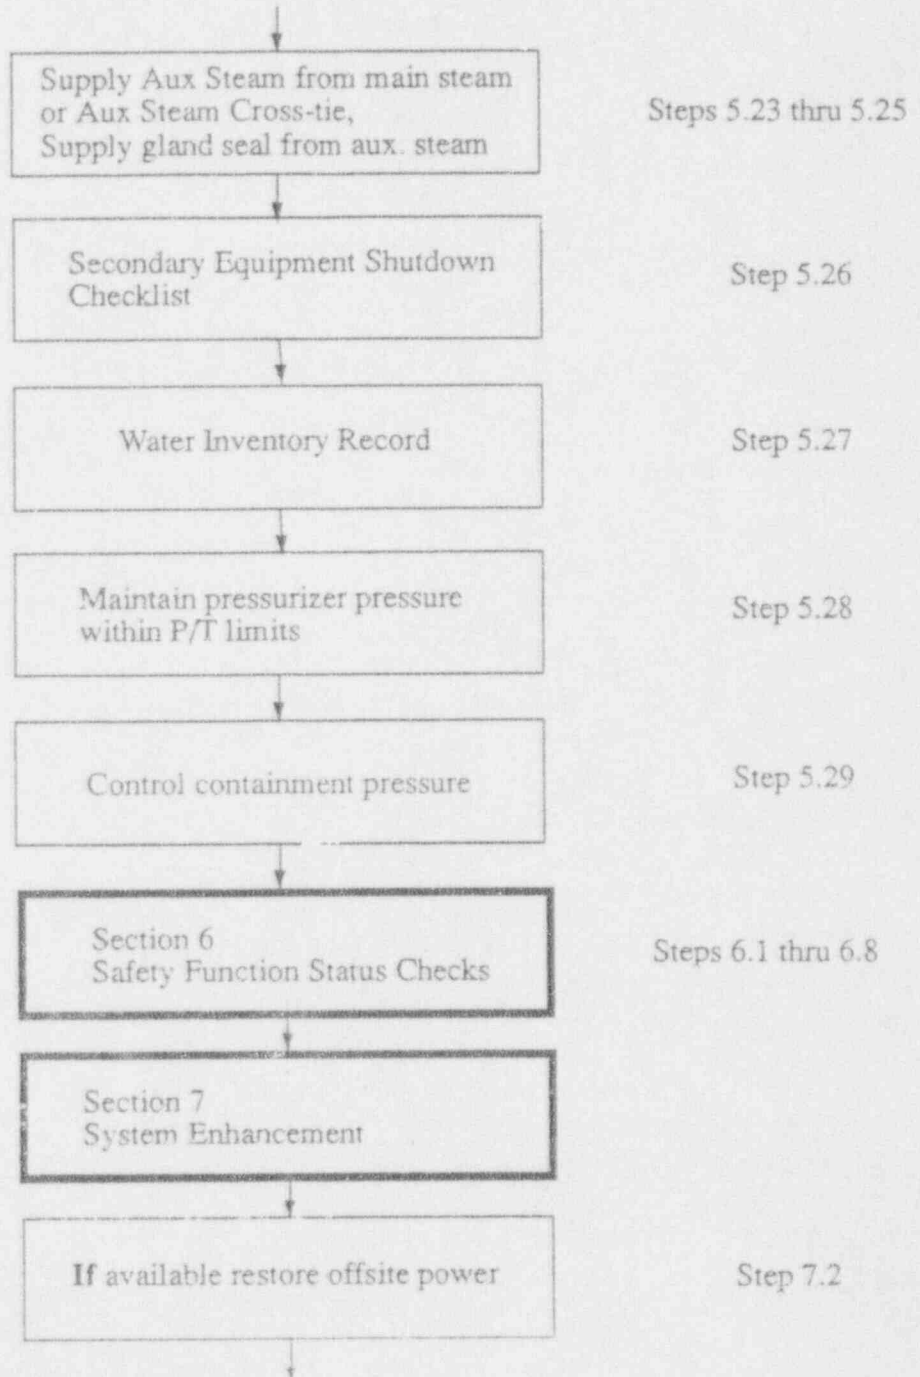 Supply Aux Steam from main steam
or Aux Steam Cross-tie,
Supply gland seal from aux. steam
Steps 5.23 thru 5.25
Secondary Equipment Shutdown
Checklist
Step 5.26
Water Inventory Record
Step 5.27
Maintain pressurizer pressure
within P/T limits
Step 5.28
Control containment pressure
Step 5.29
Section 6
Safety Function Status Checks
Steps 6.1 thru 6.8
Section 7
System Enhancement
If available restore offsite power
Step 7.2